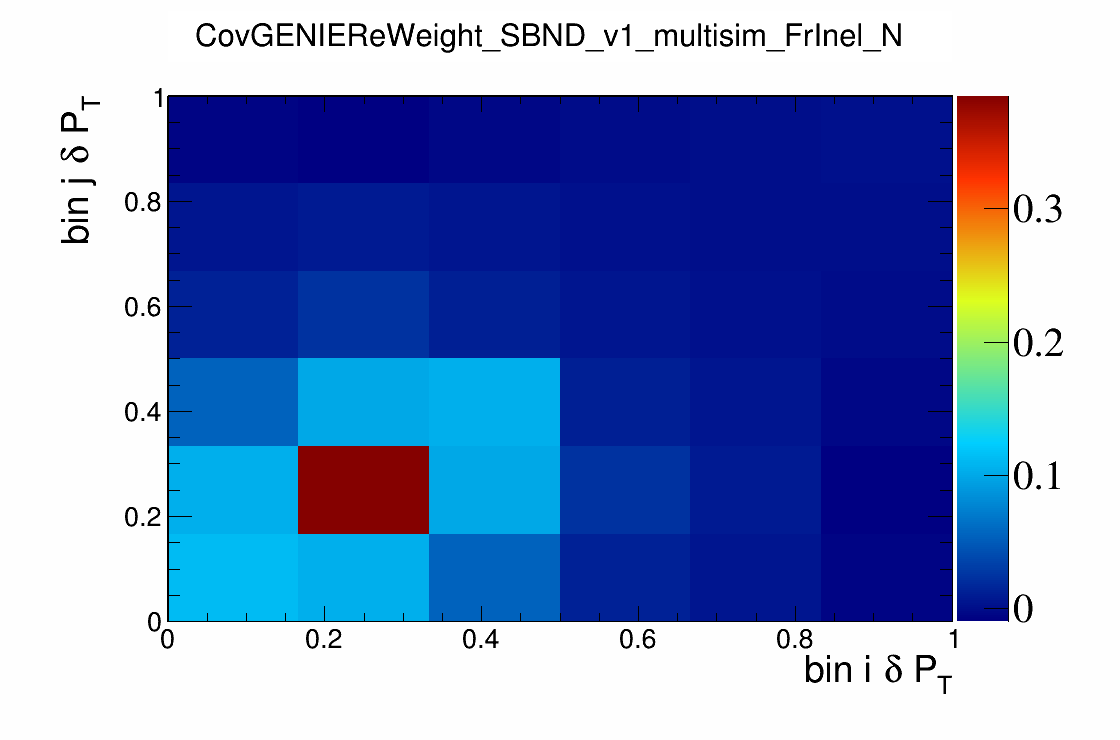 CovGENIEReWeight_SBND_v1_multisim_FrInel_N
bin j δ P_T
1
0.8
0.6
0.4
0.2
0
0 0.2 0.4 0.6 0.8 1
bin i δ P_T
0.3
0.2
0.1
0